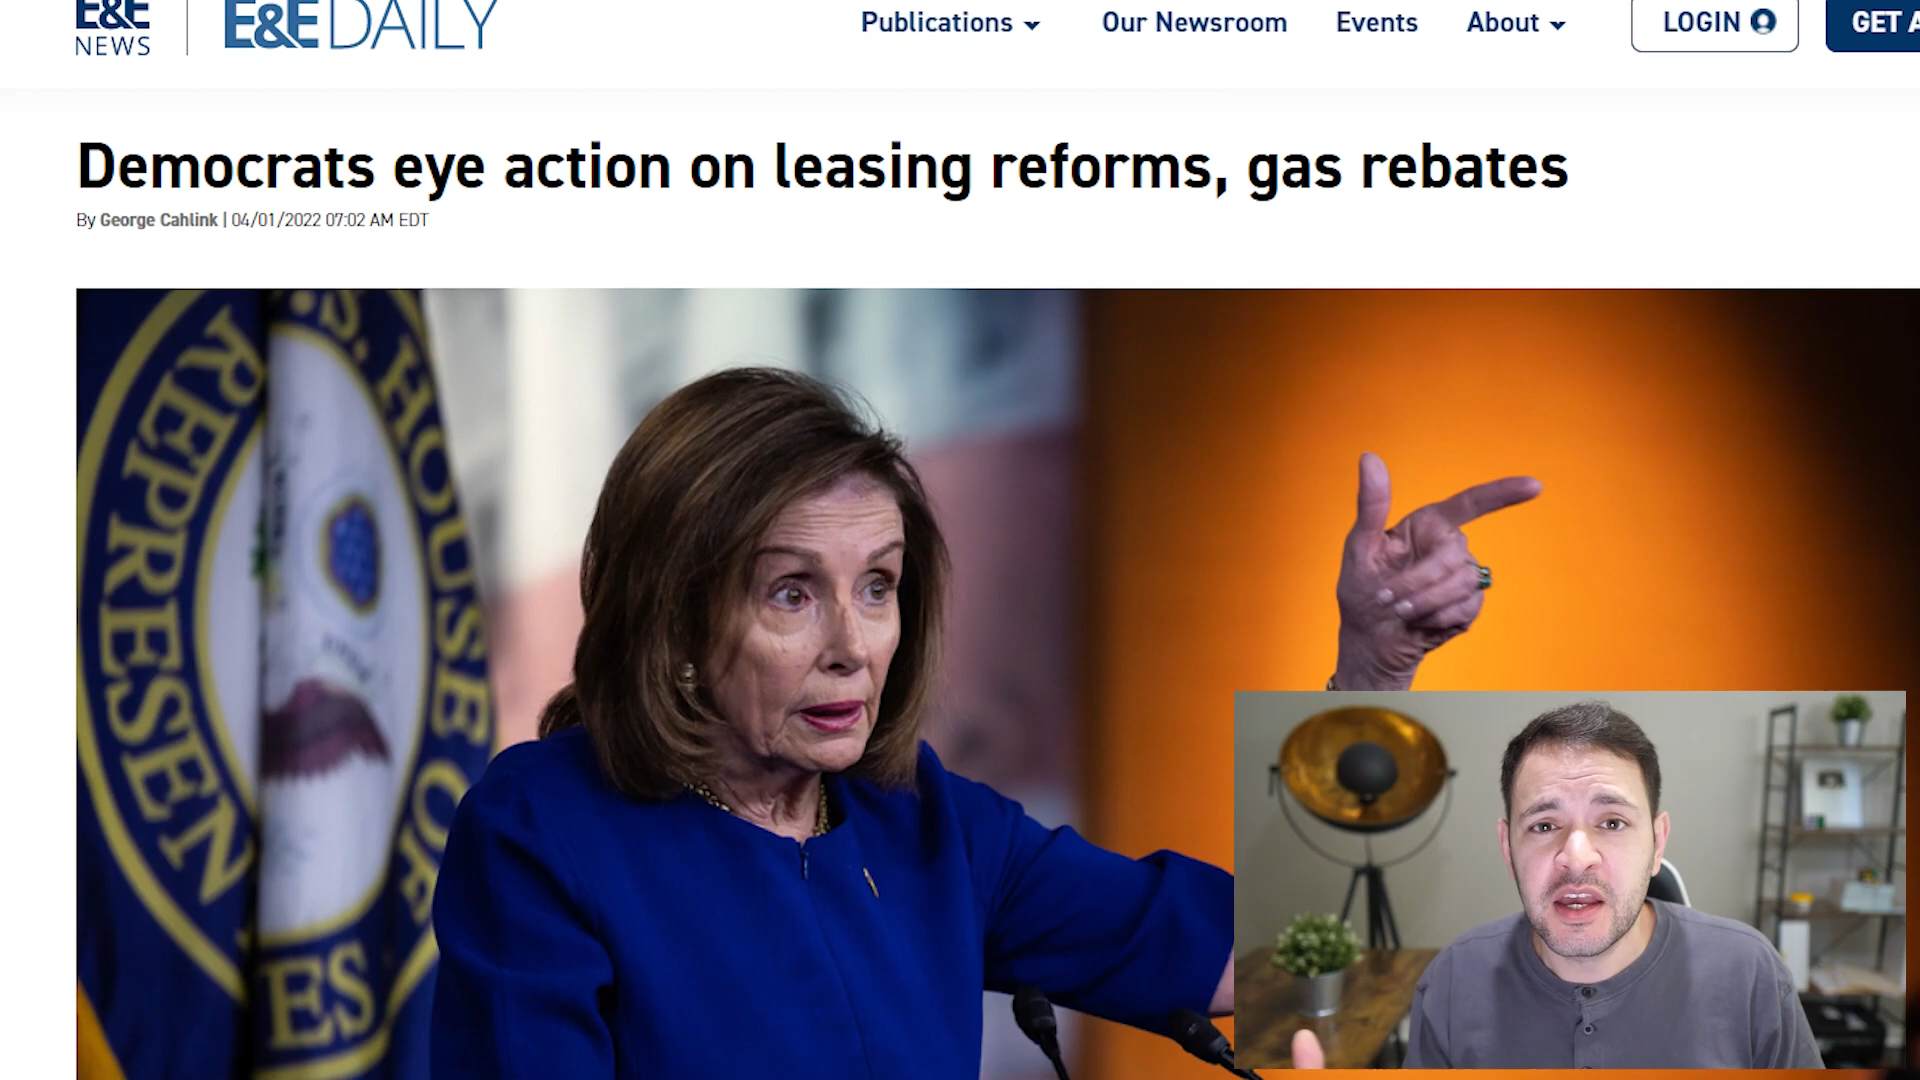 E&E
NEWS
E&E DAILY
Publications
Our Newsroom
Events
About
LOGIN
GET A
Democrats eye action on leasing reforms, gas rebates
By George Cahlink | 04/01/2022 07:02 AM EDT
S. HOUSE OF
REPRESEN
ES